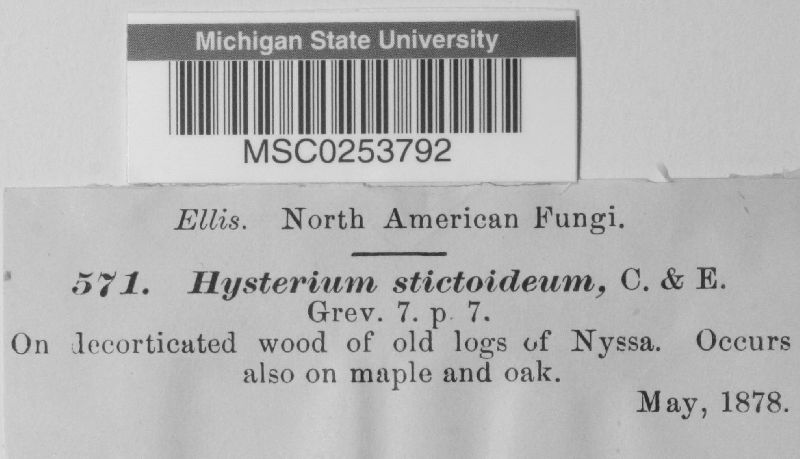 Michigan State University
MSC0253792
Ellis. North American Fungi.
571. Hysterium stictoideum, C. & E.
Grev. 7. p. 7.
On decorticated wood of old logs of Nyssa. Occurs
also on maple and oak.
May, 1878.